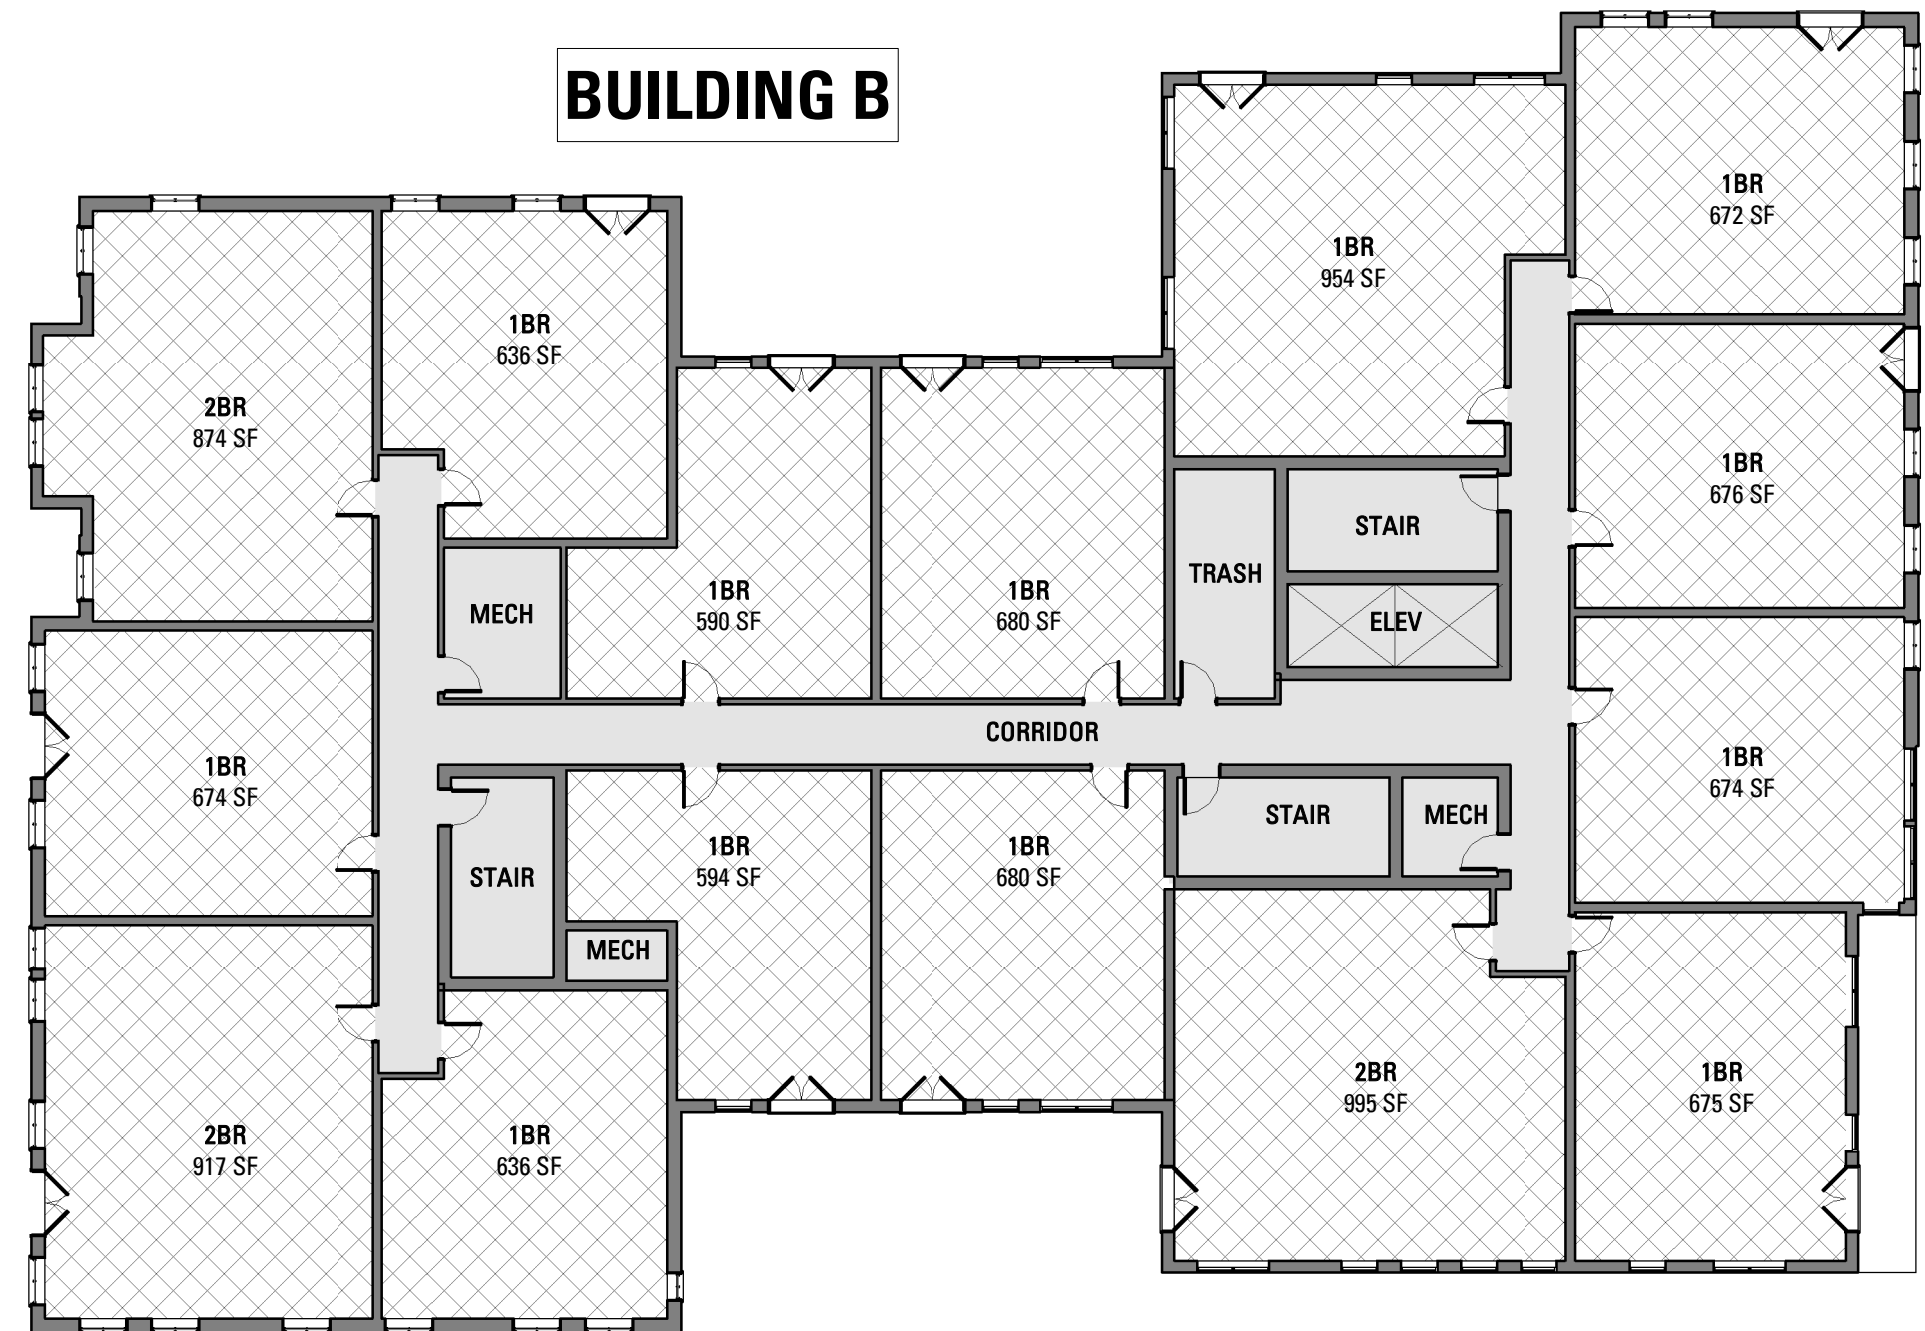 BUILDING B
1BR
672 SF
1BR
954 SF
1BR
636 SF
2BR
874 SF
1BR
676 SF
STAIR
TRASH
1BR
590 SF
1BR
680 SF
MECH
ELEV
CORRIDOR
1BR
674 SF
1BR
674 SF
STAIR
MECH
1BR
594 SF
1BR
680 SF
STAIR
MECH
2BR
995 SF
1BR
675 SF
2BR
917 SF
1BR
636 SF